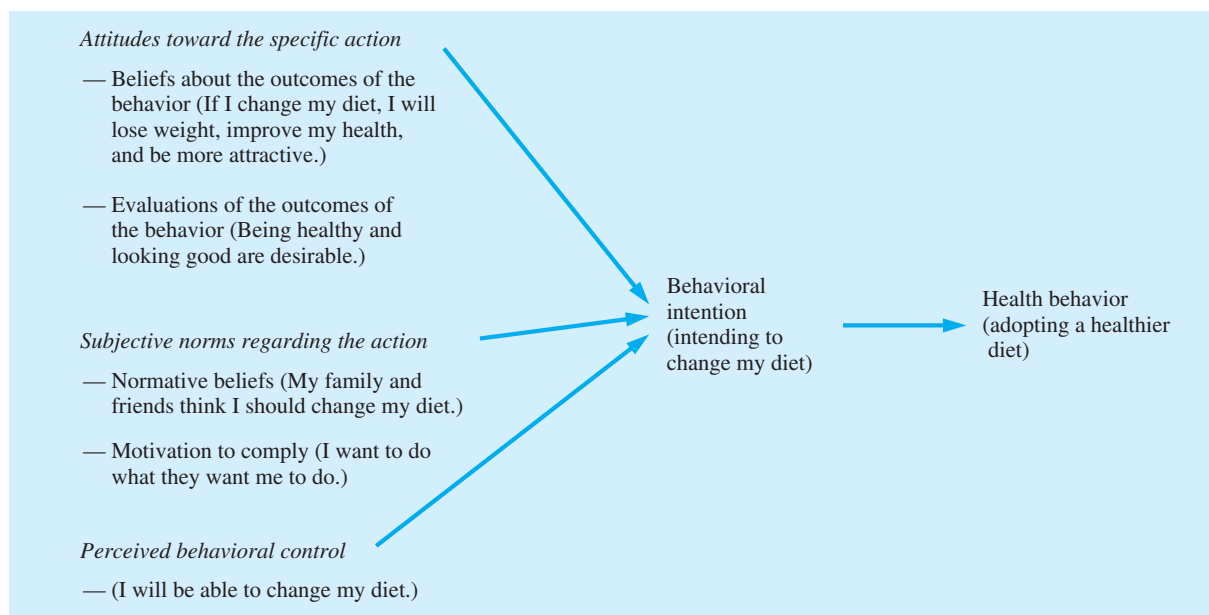 Attitudes toward the specific action
— Beliefs about the outcomes of the
behavior (If I change my diet, I will
lose weight, improve my health,
and be more attractive.)
— Evaluations of the outcomes of
the behavior (Being healthy and
looking good are desirable.)
Subjective norms regarding the action
— Normative beliefs (My family and
friends think I should change my diet.)
— Motivation to comply (I want to do
what they want me to do.)
Perceived behavioral control
— (I will be able to change my diet.)
Behavioral
intention
(intending to
change my diet)
Health behavior
(adopting a healthier
diet)